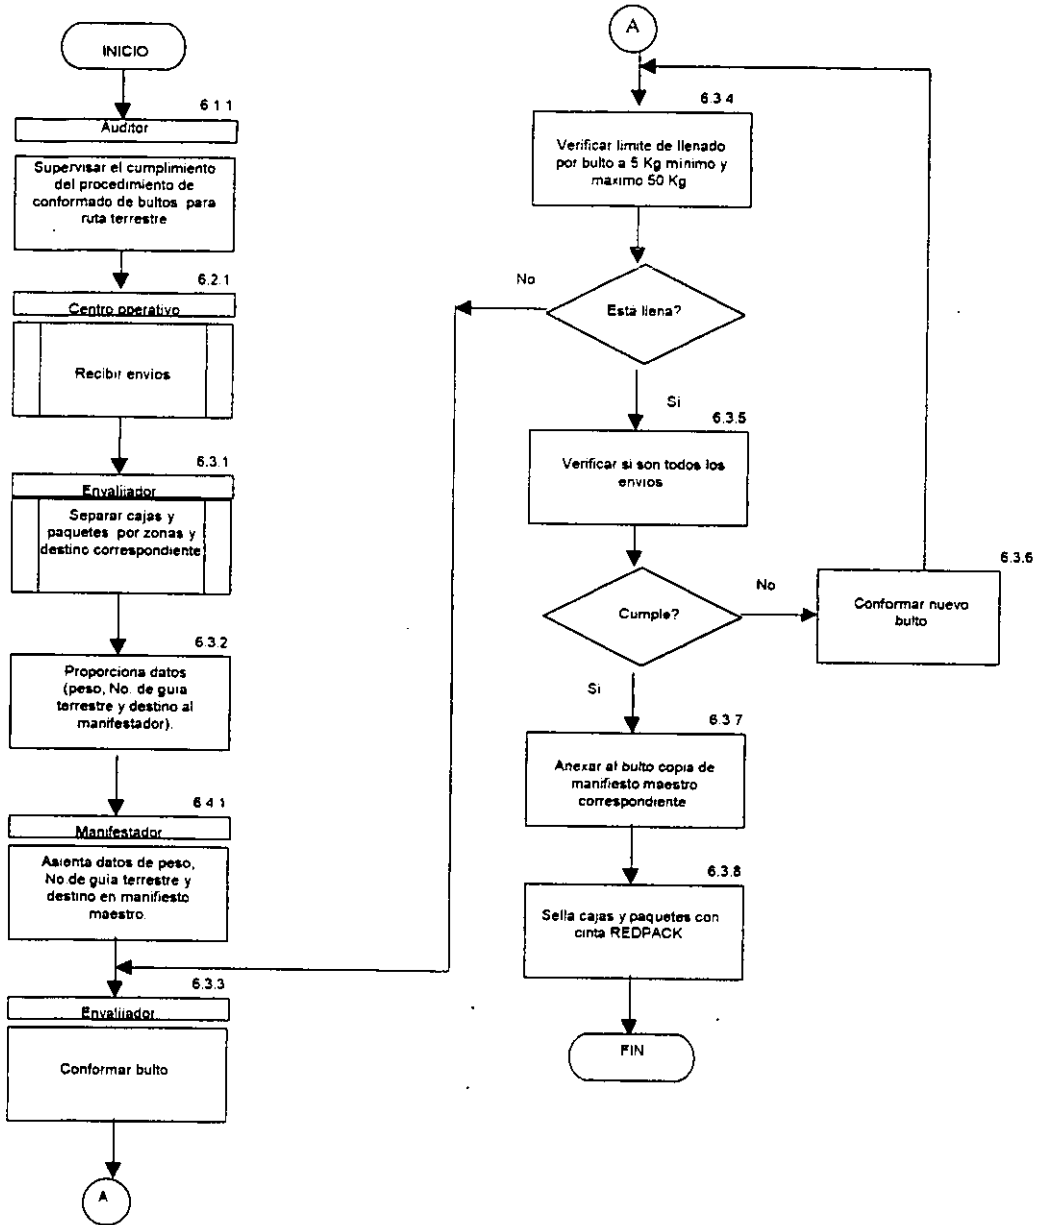 INICIO
6 1 1
Auditor
Supervisar el cumplimiento
del procedimiento de
conformado de bultos para
ruta terrestre
6.2.1
Centro operativo
Recibir envios
6.3.1
Envalijador
Separar cajas y
paquetes por zonas y
destino correspondiente
6.3.2
Proporciona datos
(peso, No. de guia
terrestre y destino al
manifestador).
6 4 1
Manifestador
Asienta datos de peso,
No.de guia terrestre y
destino en manifiesto
maestro.
6.3.3
Envalijador
Conformar bulto
A
A
6.3 4
Verificar limite de llenado
por bulto a 5 Kg minimo y
maximo 50 Kg
No
Está llena?
Si
6.3.5
Verificar si son todos los
envios
Cumple?
No
6.3.6
Conformar nuevo
bulto
Si
6.3 7
Anexar al bulto copia de
manifiesto maestro
correspondiente
6.3.8
Sella cajas y paquetes con
cinta REDPACK
FIN